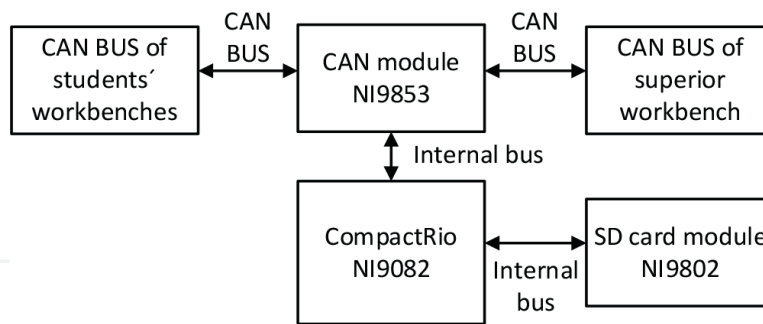 CAN BUS of
students´
workbenches
CAN
BUS
CAN module
NI9853
CAN
BUS
CAN BUS of
superior
workbench
Internal bus
CompactRio
NI9082
Internal
bus
SD card module
NI9802